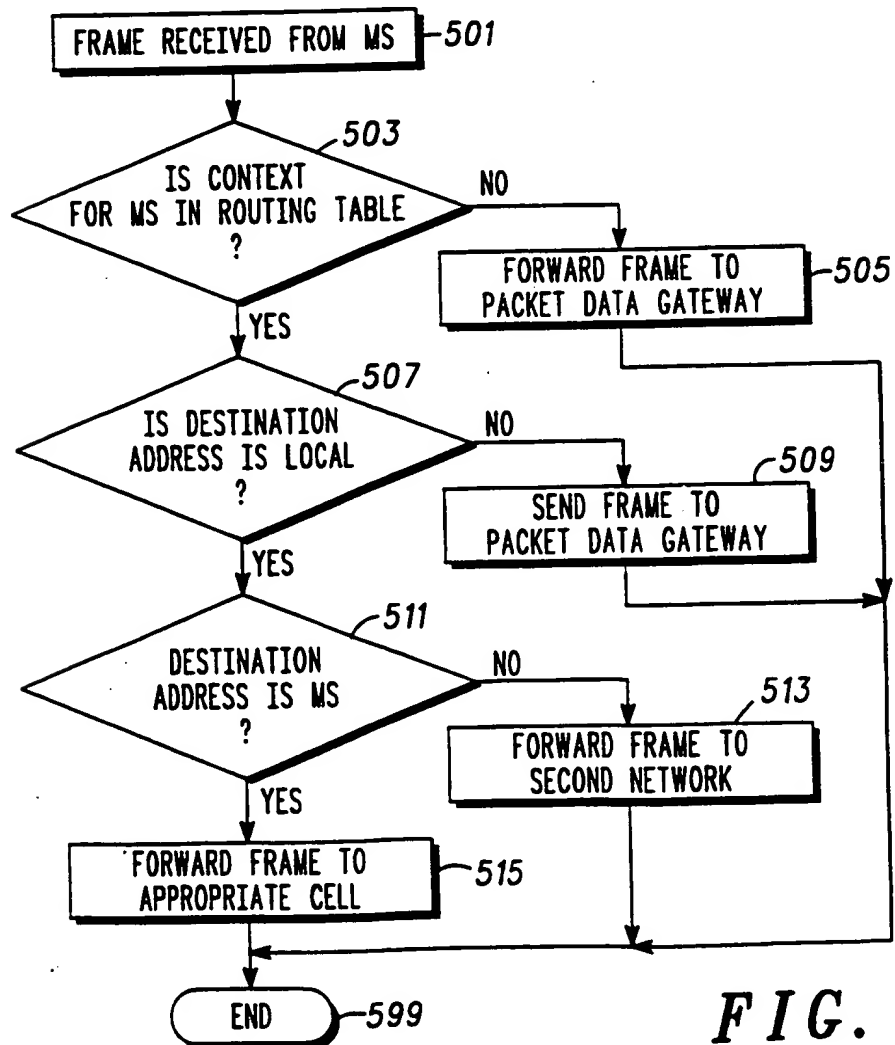 FRAME RECEIVED FROM MS
501
503
IS CONTEXT
FOR MS IN ROUTING TABLE
?
NO
FORWARD FRAME TO
PACKET DATA GATEWAY
505
YES
507
IS DESTINATION
ADDRESS IS LOCAL
?
NO
509
SEND FRAME TO
PACKET DATA GATEWAY
YES
511
DESTINATION
ADDRESS IS MS
?
NO
513
FORWARD FRAME TO
SECOND NETWORK
YES
FORWARD FRAME TO
APPROPRIATE CELL
515
END
599
FIG.